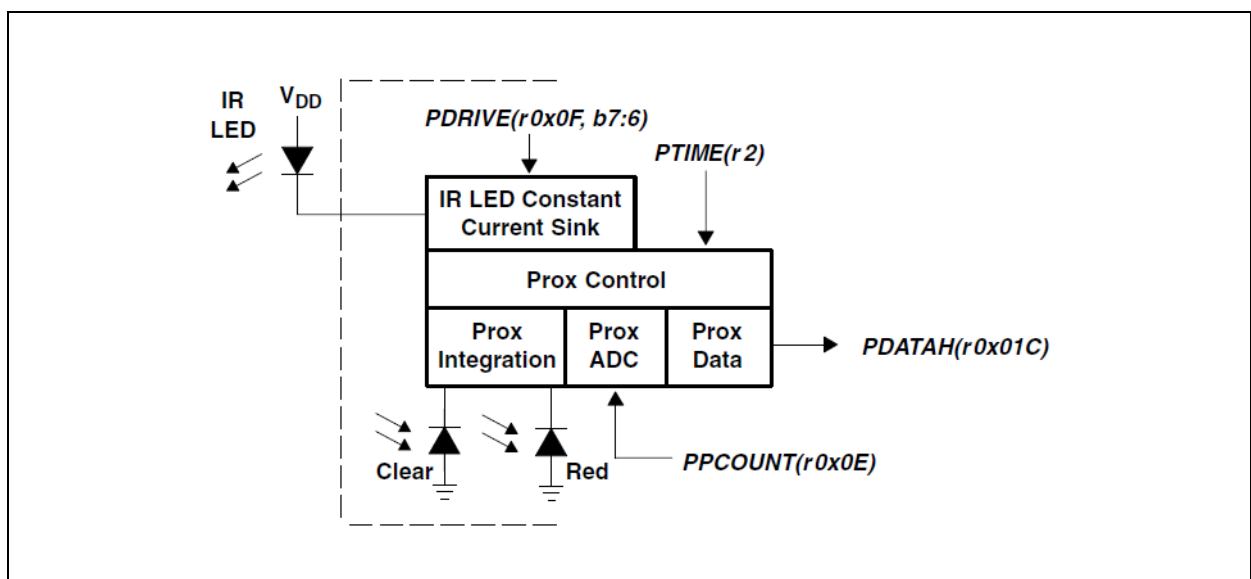 IR
LED
VDD
PDRIVE(r0x0F, b7:6)
PTIME(r2)
IR LED Constant
Current Sink
Prox Control
Prox
Integration
Prox
ADC
Prox
Data
PDATAH(r0x01C)
Clear
Red
PPCOUNT(r0x0E)